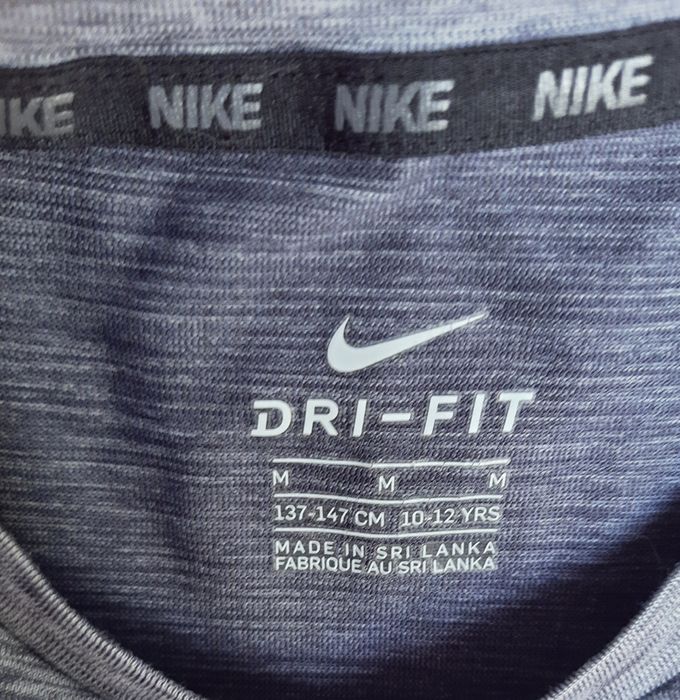 NIKE NIKE NIKE NIKE
DRI-FIT
M M M
137-147 CM 10-12 YRS
MADE IN SRI LANKA
FABRIQUE AU SRI LANKA